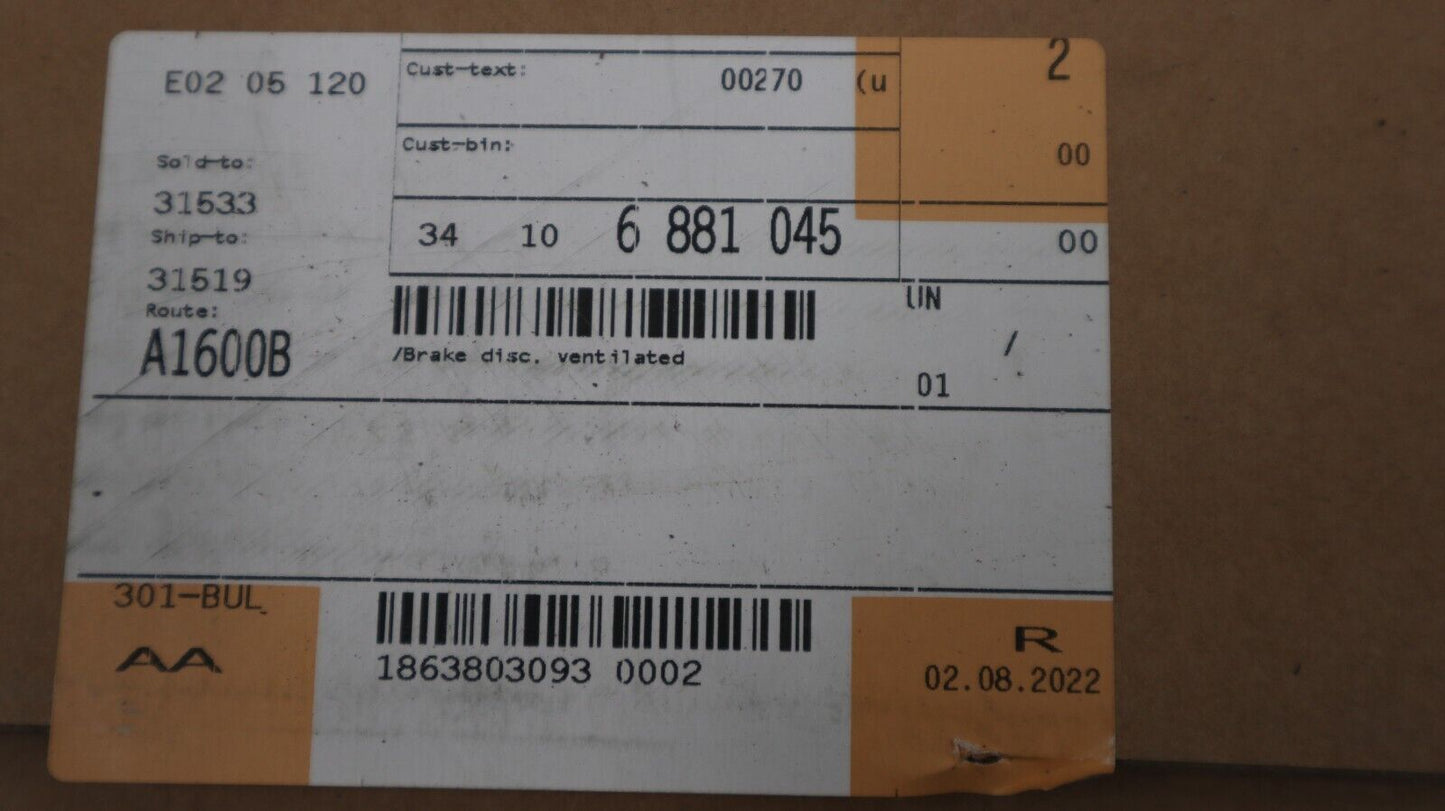 E02 05 120
Cust-text: 00270 (u 2
Cust-bin: 00
Sold-to:
31533
Ship-to:
34 10 6 881 045 00
31519
Route:
A1600B
UN
/Brake disc. ventilated /
01
301-BUL
AA
1863803093 0002
R
02.08.2022